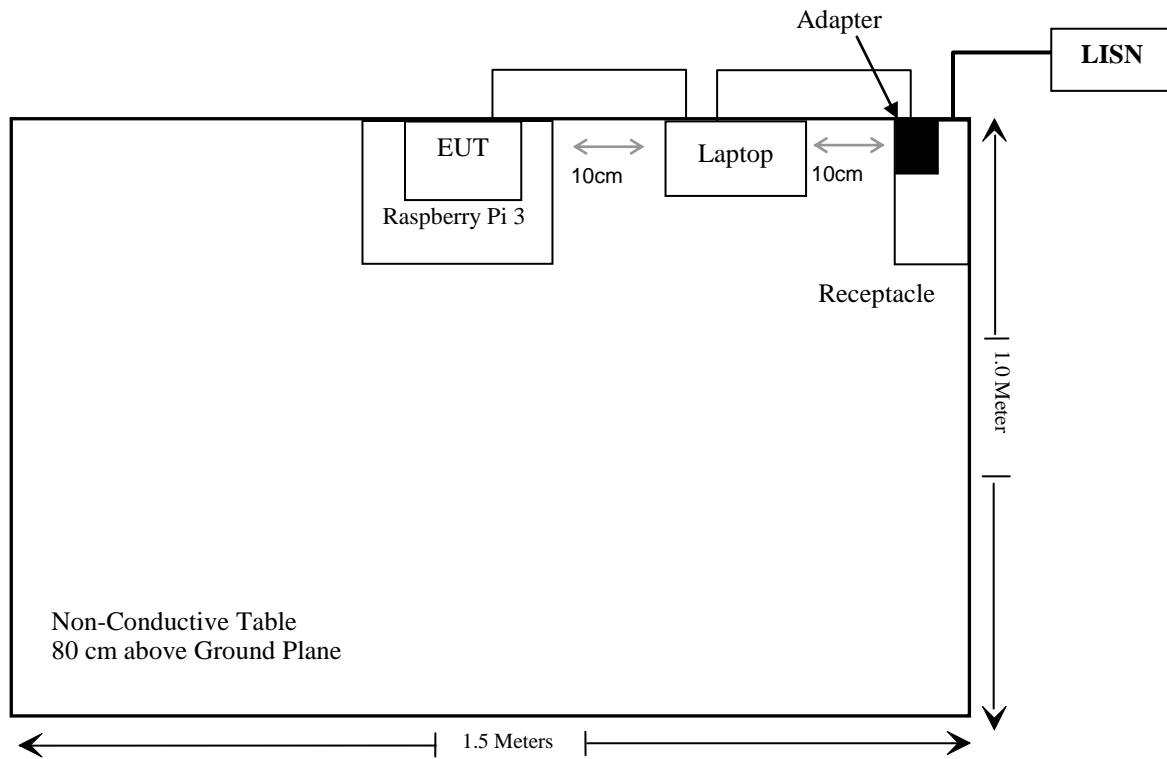 Adapter
LISN
EUT
Laptop
10cm
10cm
Raspberry Pi 3
Receptacle
1.0 Meter
Non-Conductive Table
80 cm above Ground Plane
1.5 Meters